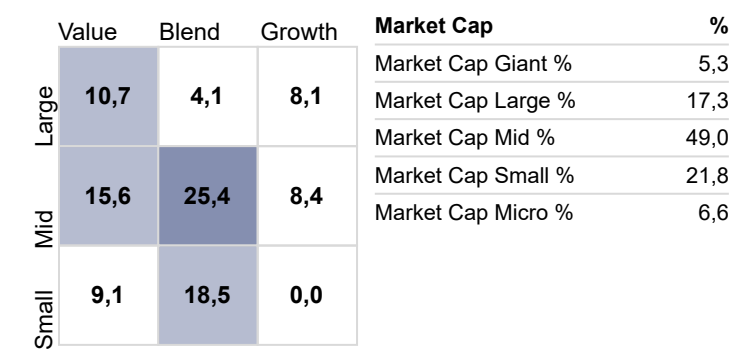 Value Blend Growth
Large 10,7 4,1 8,1
Mid 15,6 25,4 8,4
Small 9,1 18,5 0,0
Market Cap %
Market Cap Giant % 5,3
Market Cap Large % 17,3
Market Cap Mid % 49,0
Market Cap Small % 21,8
Market Cap Micro % 6,6